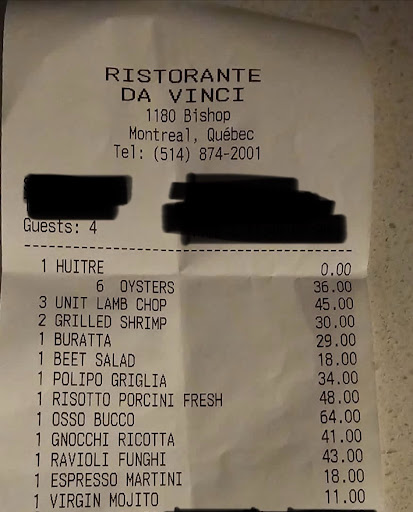 RISTORANTE
DA VINCI
1180 Bishop
Montreal, Québec
Tel: (514) 874-2001
Guests: 4
1 HUITRE 0.00
6 OYSTERS 36.00
3 UNIT LAMB CHOP 45.00
2 GRILLED SHRIMP 30.00
1 BURATTA 29.00
1 BEET SALAD 18.00
1 POLIPO GRIGLIA 34.00
1 RISOTTO PORCINI FRESH 48.00
1 OSSO BUCCO 64.00
1 GNOCCHI RICOTTA 41.00
1 RAVIOLI FUNGHI 43.00
1 ESPRESSO MARTINI 18.00
1 VIRGIN MOJITO 11.00